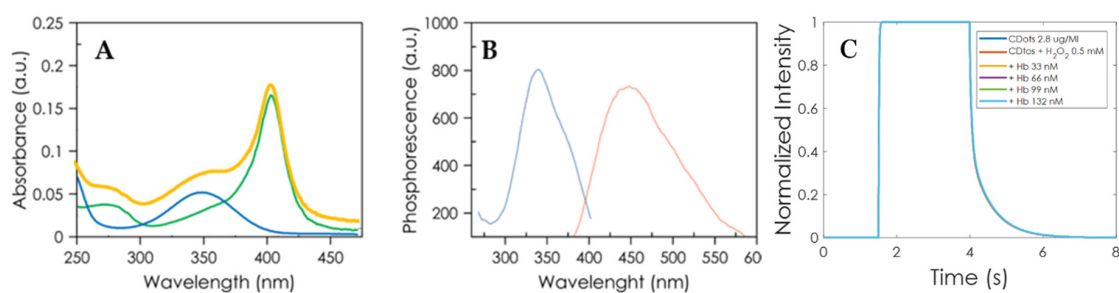 A
Absorbance (a.u.)
0.25
0.2
0.15
0.1
0.05
0
250
300
350
400
450
Wavelength (nm)
B
Phosphorescence (a.u.)
1000
800
600
400
200
300
350
400
450
500
550
60
Wavelenght (nm)
C
Normalized Intensity
1
0.8
0.6
0.4
0.2
0
0
2
4
6
8
Time (s)
CDots 2.8 ug/Ml
CDtos + H₂O₂ 0.5 mM
+ Hb 33 nM
+ Hb 66 nM
+ Hb 99 nM
+ Hb 132 nM